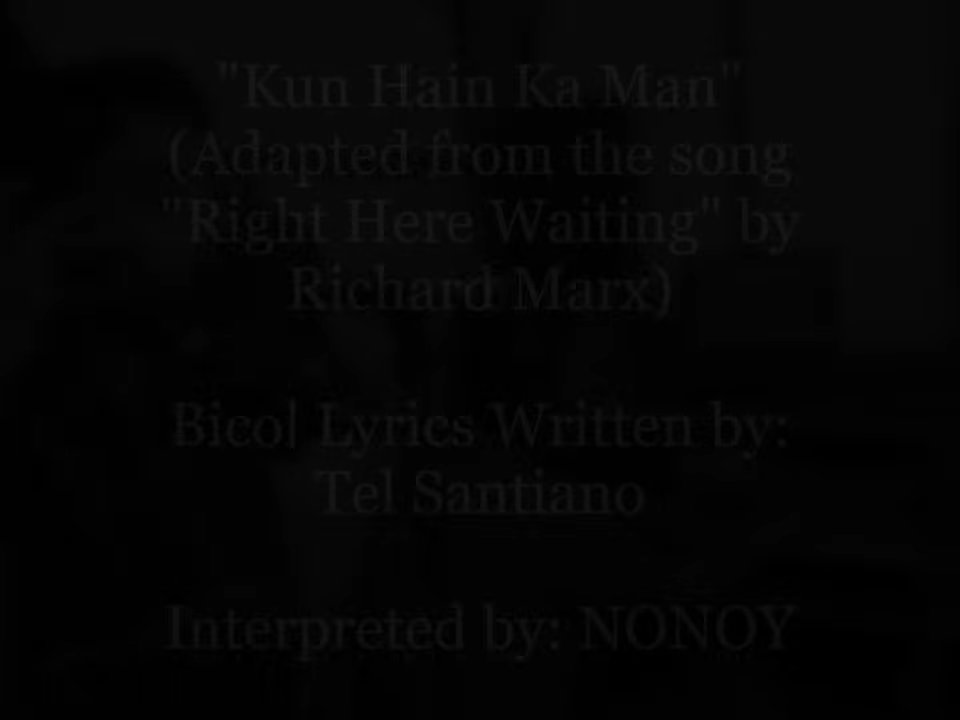 "Kun Hain Ka Man"
(Adapted from the song
"Right Here Waiting" by
Richard Marx)
Bicol Lyrics Written by:
Tel Santiano
Interpreted by: NONOY